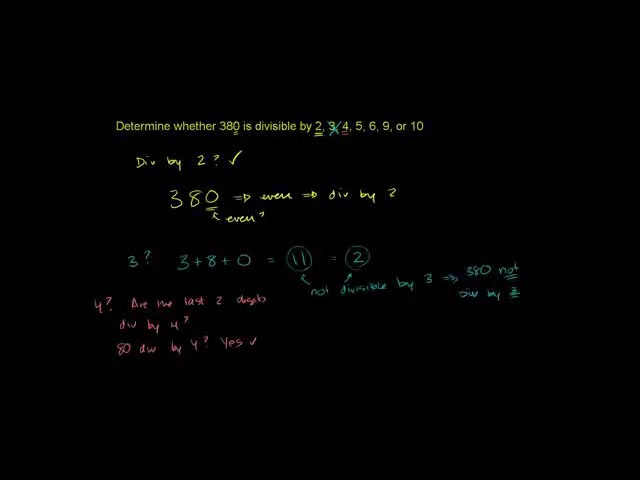 Determine whether 380 is divisible by 2, 3, 4, 5, 6, 9, or 10
Div by 2? ✓
380 ⇒ even ⇒ div by 2
even?
3? 3+8+0 = 11 = 2
not divisible by 3 ⇒ 380 not
Div by 3
4? Are the last 2 digits
div by 4?
80 div by 4? Yes ✓